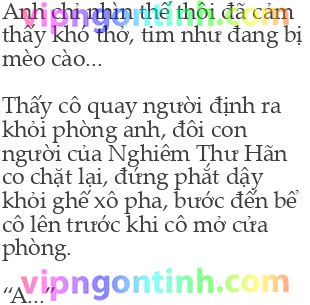 Anh chỉ nhìn thế thôi đã cảm
thấy khó thở, tim như đang bị
mèo cào...
Thấy cô quay người định ra
khỏi phòng anh, đôi con
người của Nghiêm Thư Hãn
co chặt lại, đứng phắt dậy
khỏi ghế xô pha, bước đến bể
cô lên trước khi cô mở cửa
phòng.
“A...”
vipngontinh.com
vipngontinh.com